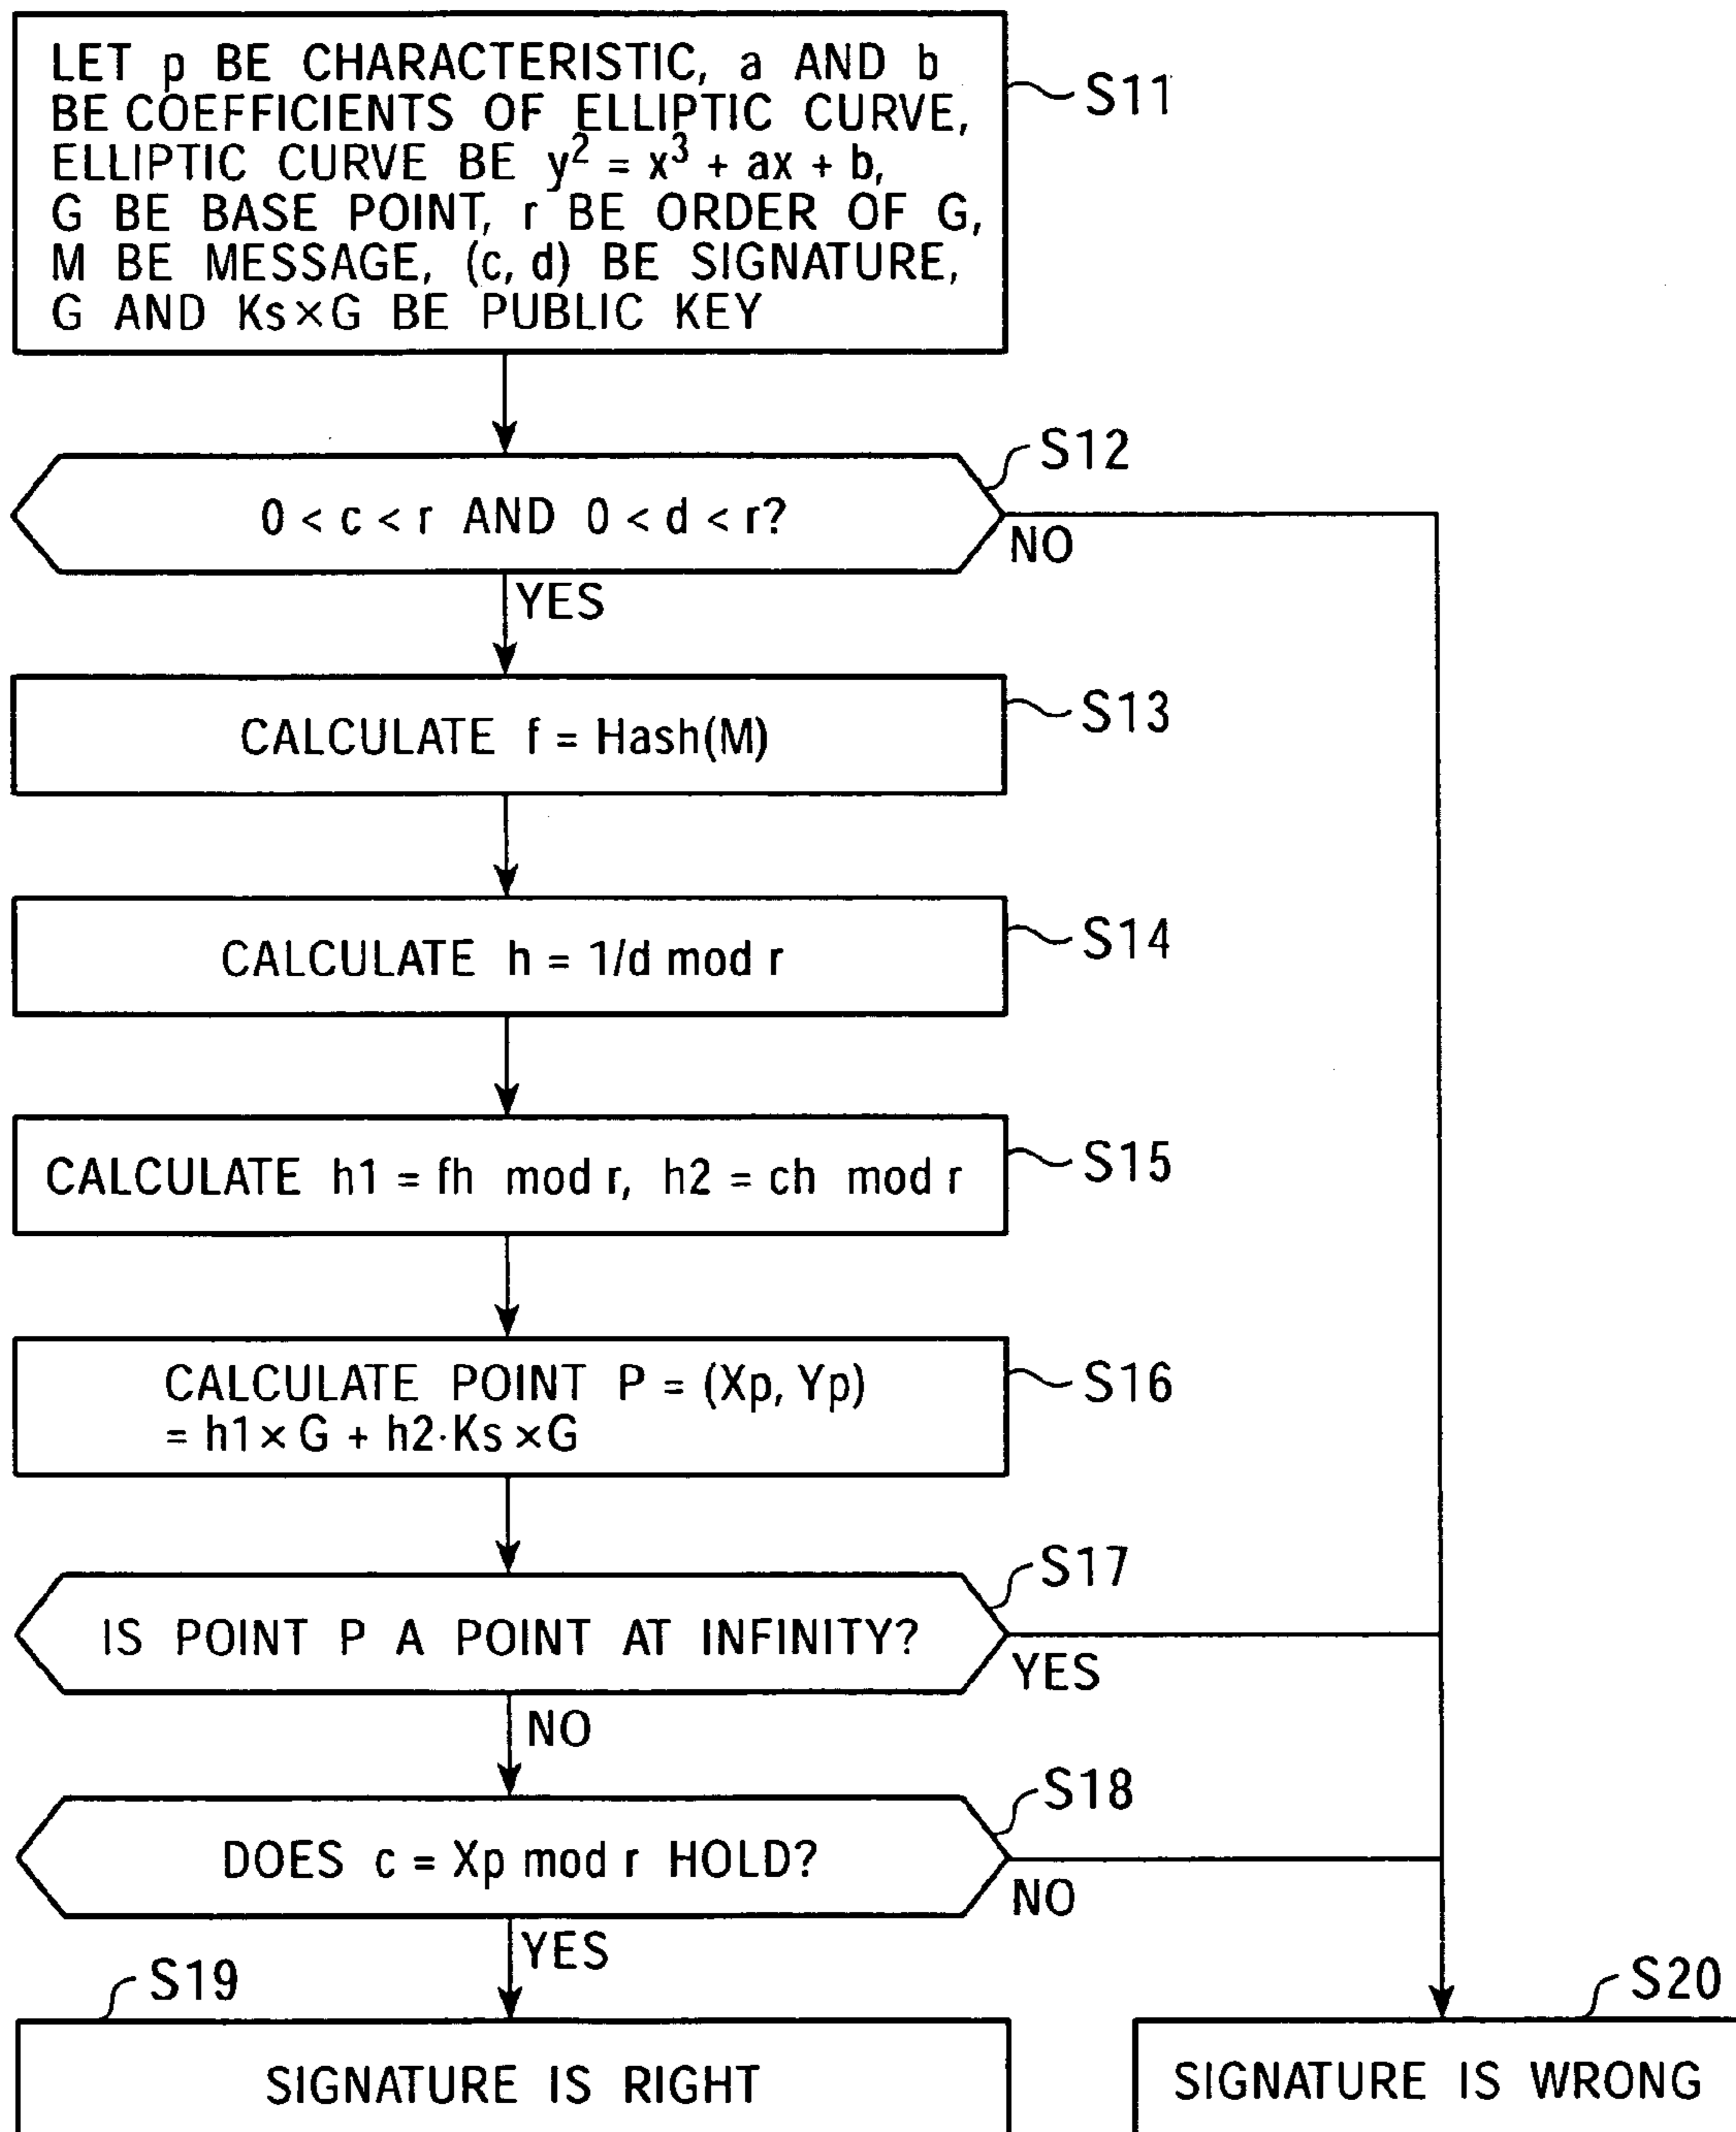 LET p BE CHARACTERISTIC, a AND b
BE COEFFICIENTS OF ELLIPTIC CURVE,
ELLIPTIC CURVE BE y² = x³ + ax + b,
G BE BASE POINT, r BE ORDER OF G,
M BE MESSAGE, (c, d) BE SIGNATURE,
G AND Ks×G BE PUBLIC KEY
S11
S12
0 < c < r AND 0 < d < r?
NO
YES
S13
CALCULATE f = Hash(M)
S14
CALCULATE h = 1/d mod r
S15
CALCULATE h1 = fh mod r, h2 = ch mod r
S16
CALCULATE POINT P = (Xp, Yp)
= h1×G + h2·Ks×G
S17
IS POINT P A POINT AT INFINITY?
YES
NO
S18
DOES c = Xp mod r HOLD?
NO
YES
S19
SIGNATURE IS RIGHT
S20
SIGNATURE IS WRONG